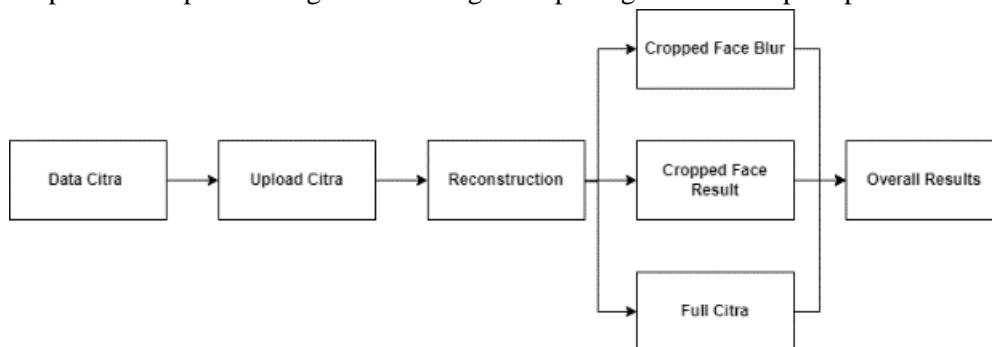 Cropped Face Blur
Data Citra
Upload Citra
Reconstruction
Cropped Face
Result
Overall Results
Full Citra